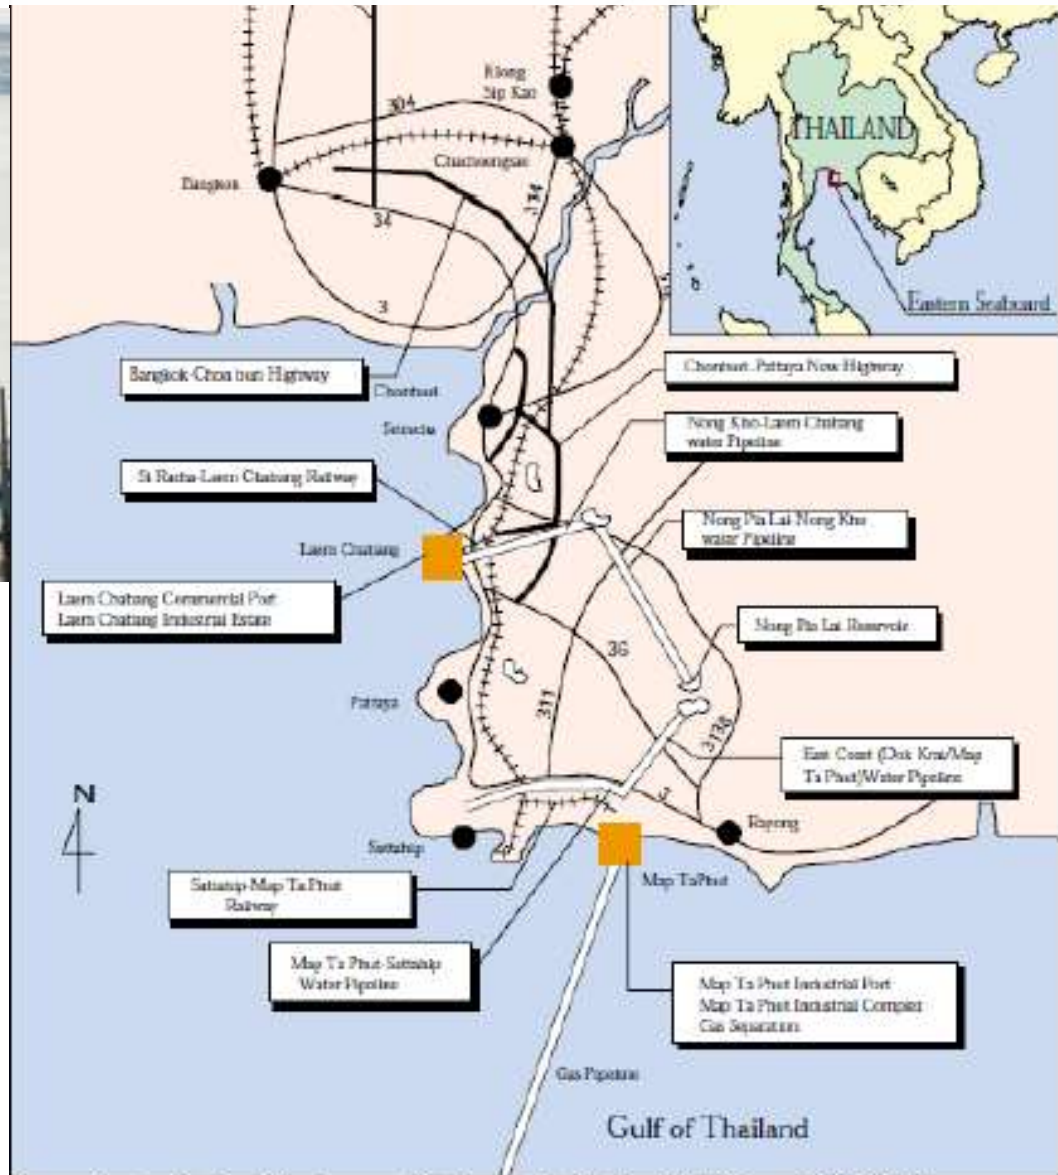 Klong
Sip Kao
304
THAILAND
Chachoengsao
Bangkok
34
3
Eastern Seaboard
Bangkok-Chon buri Highway
Chonburi-Pattaya New Highway
Chonburi
Sriracha
Nong Kho-Laem Chabang
water Pipeline
Si Racha-Laem Chabang Railway
Nong Pla Lai-Nong Kho
water Pipeline
Laem Chabang
Laem Chabang Commercial Port
Laem Chabang Industrial Estate
Nong Pla Lai Reservoir
36
Pattaya
3138
East Coast (Dok Krai/Map
Ta Phut)Water Pipeline
N
3
Rayong
Sattahip
Map TaPhut
Sattahip-Map Ta Phut
Railway
Map Ta Phut-Sattahip
Water Pipeline
Map Ta Phut Industrial Port
Map Ta Phut Industrial Complex
Gas Separation
Gas Pipeline
Gulf of Thailand